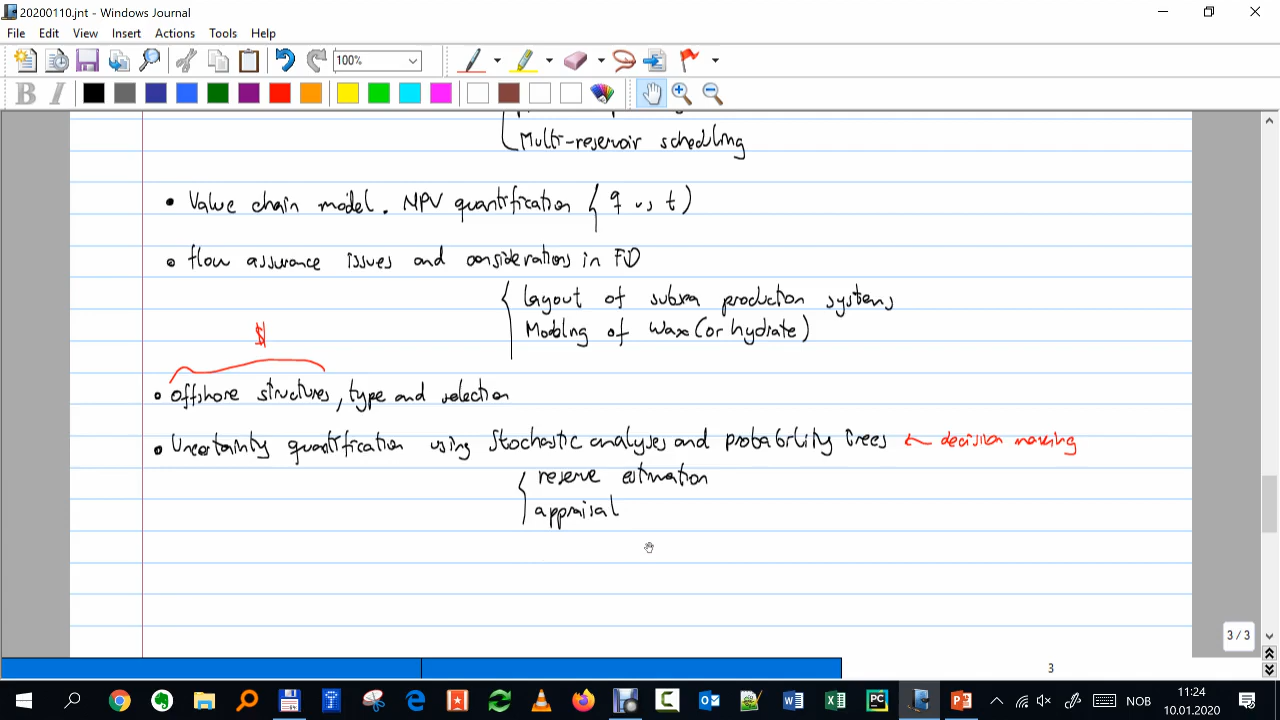 20200110.jnt - Windows Journal
File Edit View Insert Actions Tools Help
100%
B I
Multi-reservoir scheduling
• Value chain model. NPV quantification { q vs t )
• flow assurance issues and considerations in FD
layout of subsea production systems
Modeling of wax (or hydrate)
$
• offshore structures, type and selection
• Uncertainty quantification using stochastic analyses and probability trees ← decision making
reserve estimation
appraisal
3 / 3
3
NOB
11:24
10.01.2020